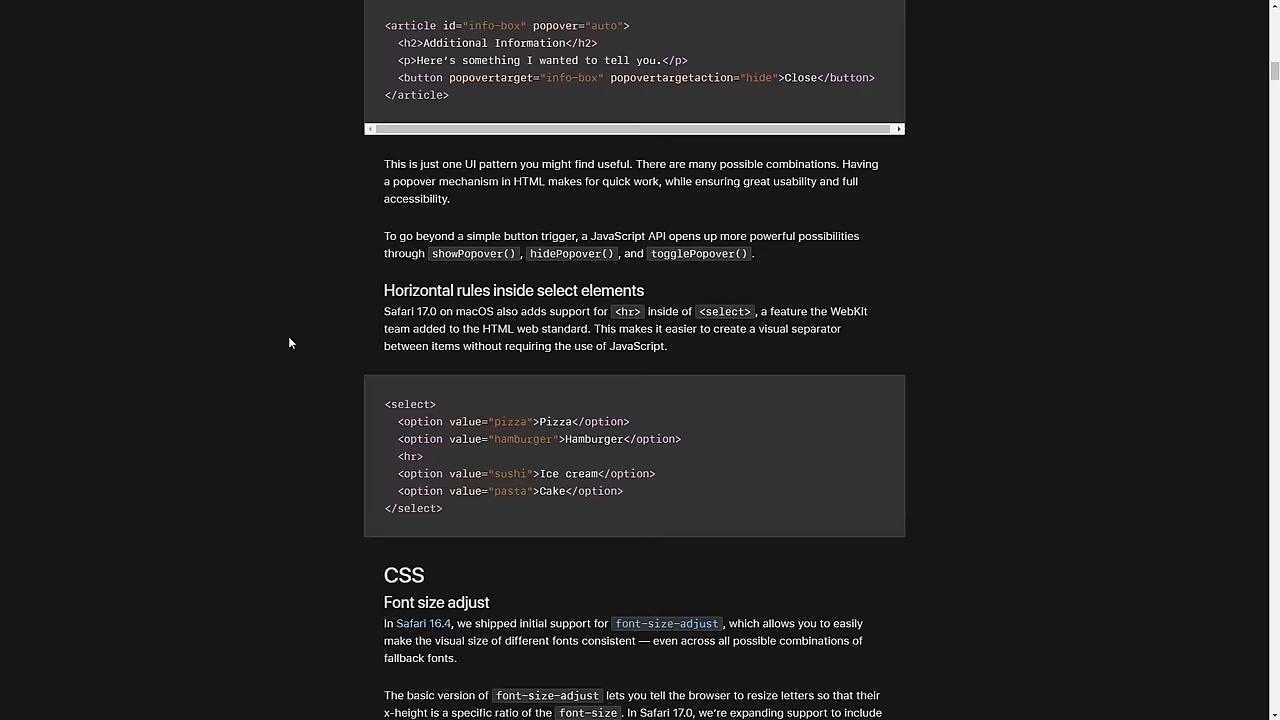 <article id="info-box" popover="auto">
<h2>Additional Information</h2>
<p>Here's something I wanted to tell you.</p>
<button popovertarget="info-box" popovertargetaction="hide">Close</button>
</article>
This is just one UI pattern you might find useful. There are many possible combinations. Having
a popover mechanism in HTML makes for quick work, while ensuring great usability and full
accessibility.
To go beyond a simple button trigger, a JavaScript API opens up more powerful possibilities
through showPopover(), hidePopover(), and togglePopover().
Horizontal rules inside select elements
Safari 17.0 on macOS also adds support for <hr> inside of <select>, a feature the WebKit
team added to the HTML web standard. This makes it easier to create a visual separator
between items without requiring the use of JavaScript.
<select>
<option value="pizza">Pizza</option>
<option value="hamburger">Hamburger</option>
<hr>
<option value="sushi">Ice cream</option>
<option value="pasta">Cake</option>
</select>
CSS
Font size adjust
In Safari 16.4, we shipped initial support for font-size-adjust, which allows you to easily
make the visual size of different fonts consistent — even across all possible combinations of
fallback fonts.
The basic version of font-size-adjust lets you tell the browser to resize letters so that their
x-height is a specific ratio of the font-size. In Safari 17.0, we're expanding support to include